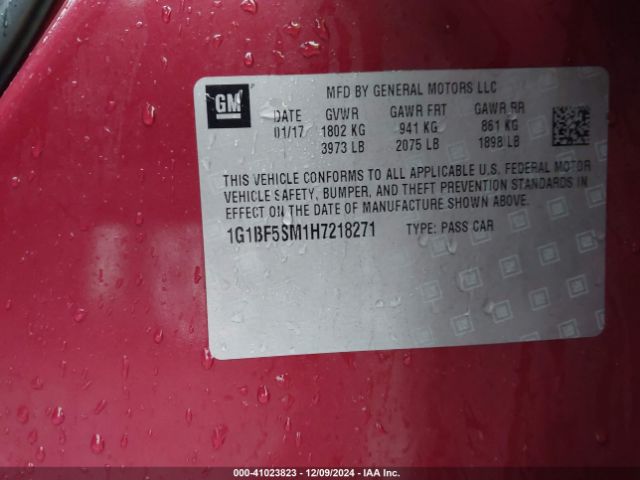 MFD BY GENERAL MOTORS LLC
GM
DATE GVWR GAWR FRT GAWR RR
01/17 1802 KG 941 KG 861 KG
3973 LB 2075 LB 1898 LB
THIS VEHICLE CONFORMS TO ALL APPLICABLE U.S. FEDERAL MOTOR
VEHICLE SAFETY, BUMPER, AND THEFT PREVENTION STANDARDS IN
EFFECT ON THE DATE OF MANUFACTURE SHOWN ABOVE.
1G1BF5SM1H7218271 TYPE: PASS CAR
000-41023823 - 12/09/2024 - IAA Inc.